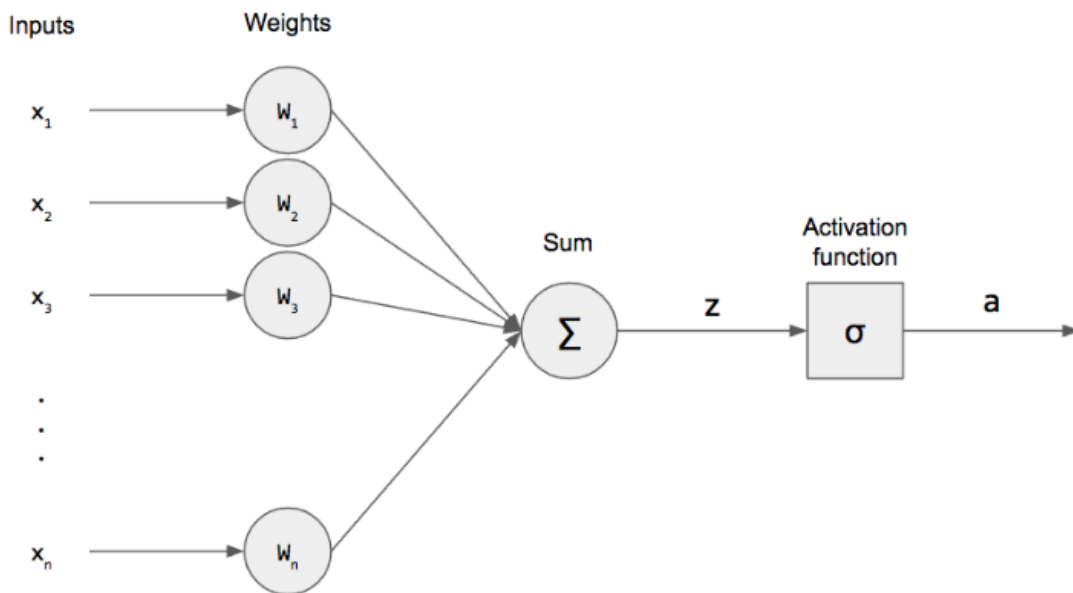 Inputs
Weights
x₁
W₁
x₂
W₂
Sum
Activation
function
x₃
W₃
Σ
z
σ
a
.
.
.
xₙ
Wₙ